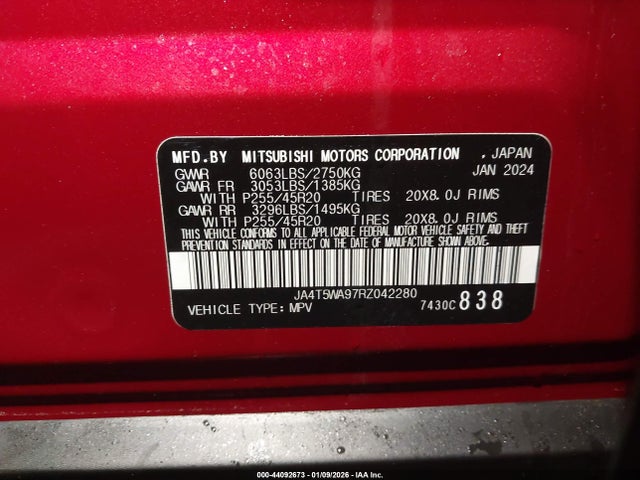 MFD.BY MITSUBISHI MOTORS CORPORATION , JAPAN
GVWR 6063LBS/2750KG JAN 2024
GAWR FR 3053LBS/1385KG
WITH P255/45R20 TIRES 20X8.0J RIMS
GAWR RR 3296LBS/1495KG
WITH P255/45R20 TIRES 20X8.0J RIMS
THIS VEHICLE CONFORMS TO ALL APPLICABLE FEDERAL MOTOR VEHICLE SAFETY AND THEFT
PREVENTION STANDARDS IN EFFECT ON THE DATE OF MANUFACTURE SHOWN ABOVE.
JA4T5WA97RZ042280
VEHICLE TYPE: MPV 7430C 838
000-44092673 - 01/09/2026 - IAA Inc.